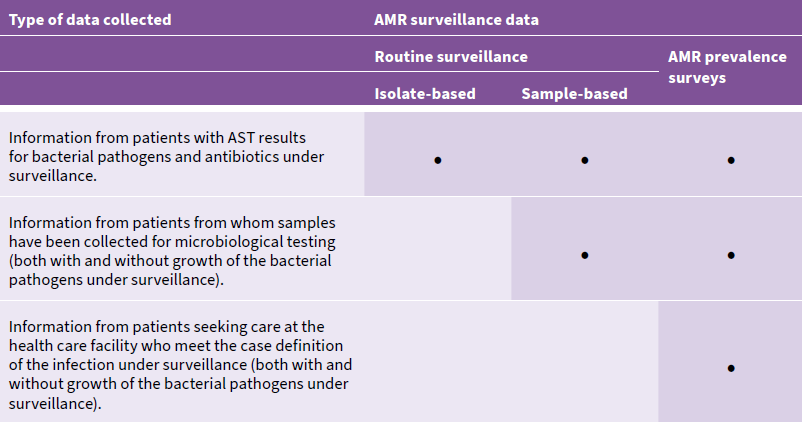 Type of data collected
AMR surveillance data
Routine surveillance
AMR prevalence
surveys
Isolate-based
Sample-based
Information from patients with AST results
for bacterial pathogens and antibiotics under
surveillance.
• • •
Information from patients from whom samples
have been collected for microbiological testing
(both with and without growth of the bacterial
pathogens under surveillance).
• •
Information from patients seeking care at the
health care facility who meet the case definition
of the infection under surveillance (both with and
without growth of the bacterial pathogens under
surveillance).
•